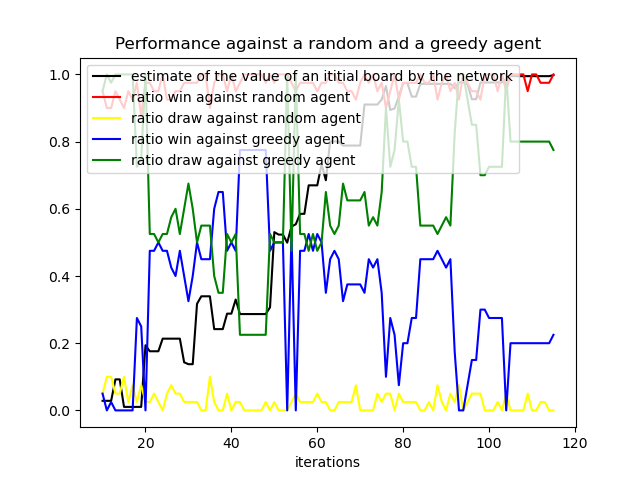 Performance against a random and a greedy agent
1.0
0.8
0.6
0.4
0.2
0.0
estimate of the value of an ititial board by the network
ratio win against random agent
ratio draw against random agent
ratio win against greedy agent
ratio draw against greedy agent
20 40 60 80 100 120
iterations